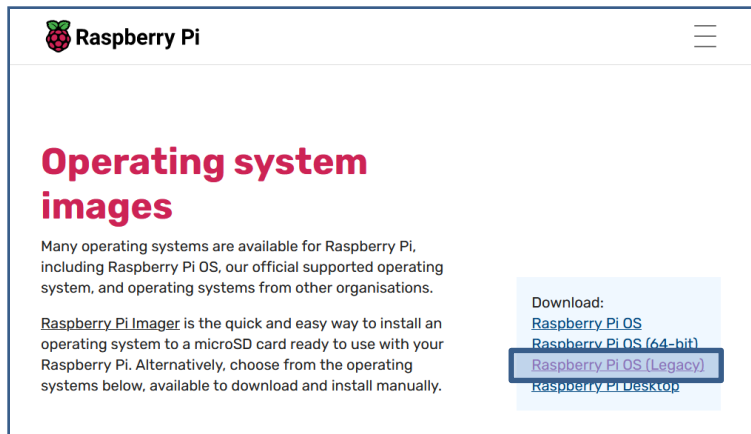 Raspberry Pi
Operating system
images
Many operating systems are available for Raspberry Pi,
including Raspberry Pi OS, our official supported operating
system, and operating systems from other organisations.
Raspberry Pi Imager is the quick and easy way to install an
operating system to a microSD card ready to use with your
Raspberry Pi. Alternatively, choose from the operating
systems below, available to download and install manually.
Download:
Raspberry Pi OS
Raspberry Pi OS (64-bit)
Raspberry Pi OS (Legacy)
Raspberry Pi Desktop